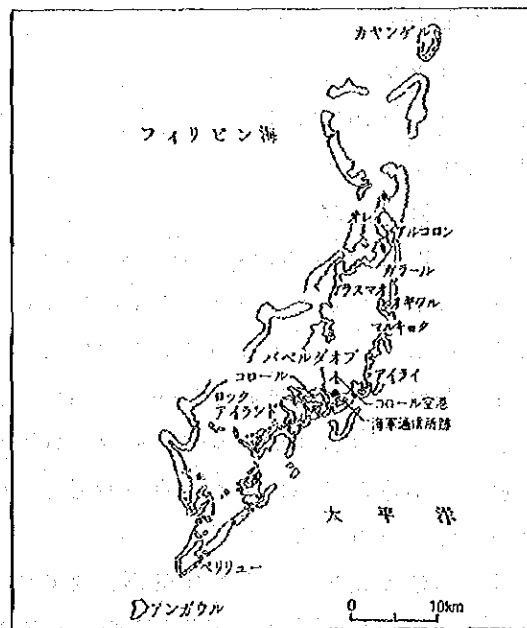 カヤンゲル
フィリピン海
オレイ
アルコロン
ガラール
ガラスマオ
オギワル
マルキョク
バベルダオブ
コロール
アイライ
ロック
アイランド
コロール空港
海軍通信所跡
太平洋
ペリリュー
アンガウル
0 10km